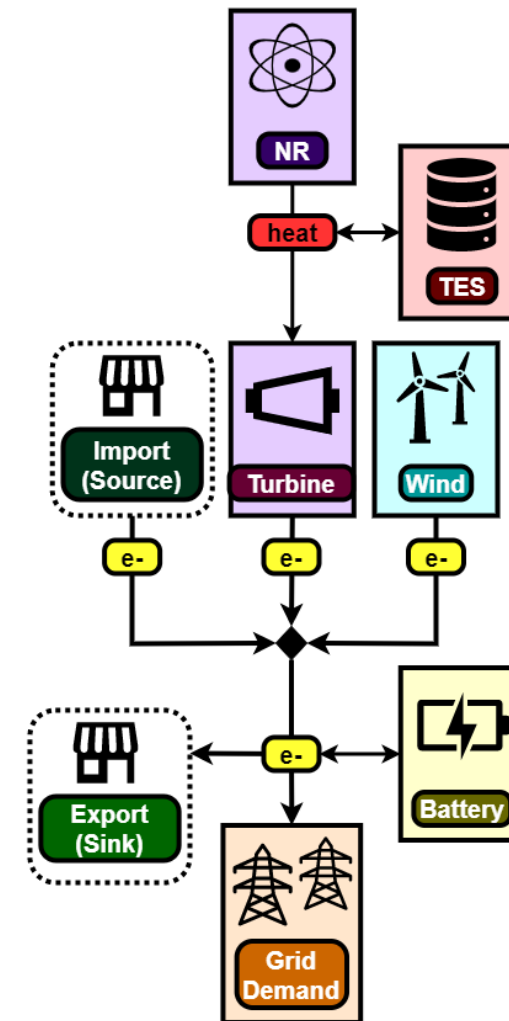 NR
heat
TES
Import
(Source)
Turbine
Wind
e-
e-
e-
e-
Export
(Sink)
Battery
Grid
Demand